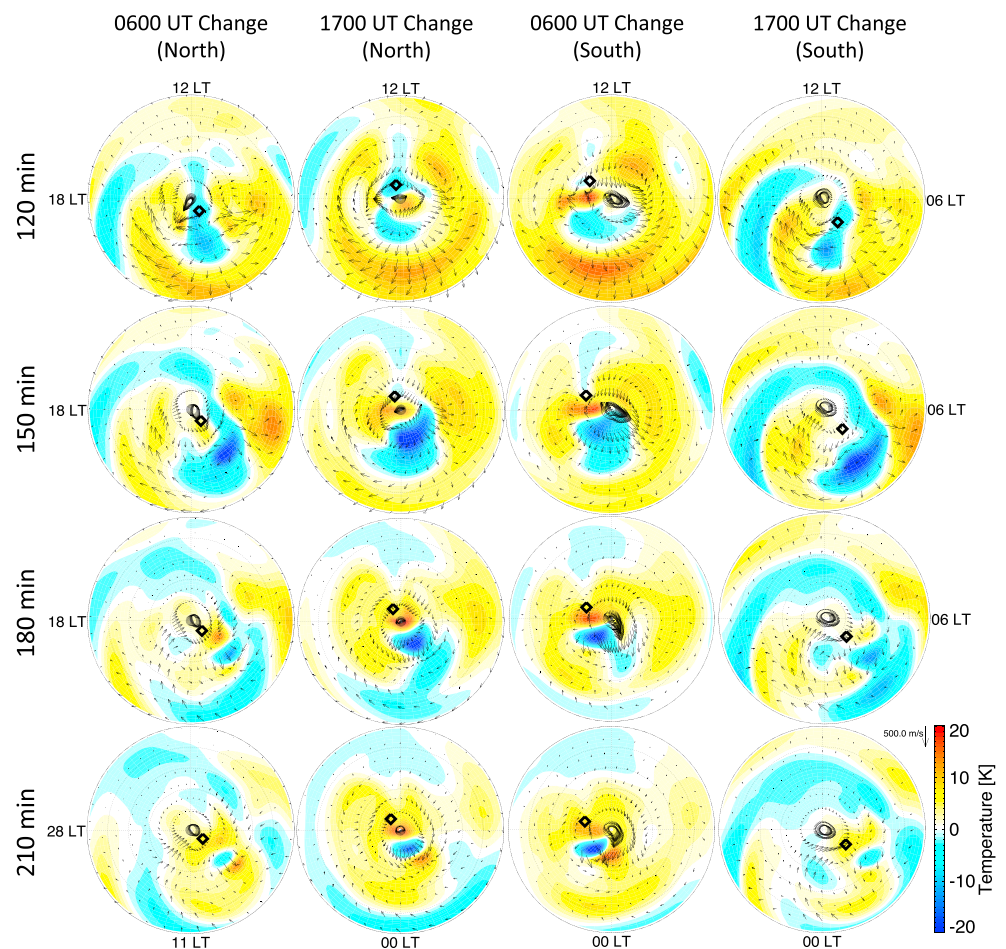 0600 UT Change
(North)
1700 UT Change
(North)
0600 UT Change
(South)
1700 UT Change
(South)
12 LT
12 LT
12 LT
12 LT
120 min
18 LT
06 LT
150 min
18 LT
06 LT
180 min
18 LT
06 LT
210 min
28 LT
11 LT
00 LT
00 LT
00 LT
500.0 m/s
20
10
0
-10
-20
Temperature [K]